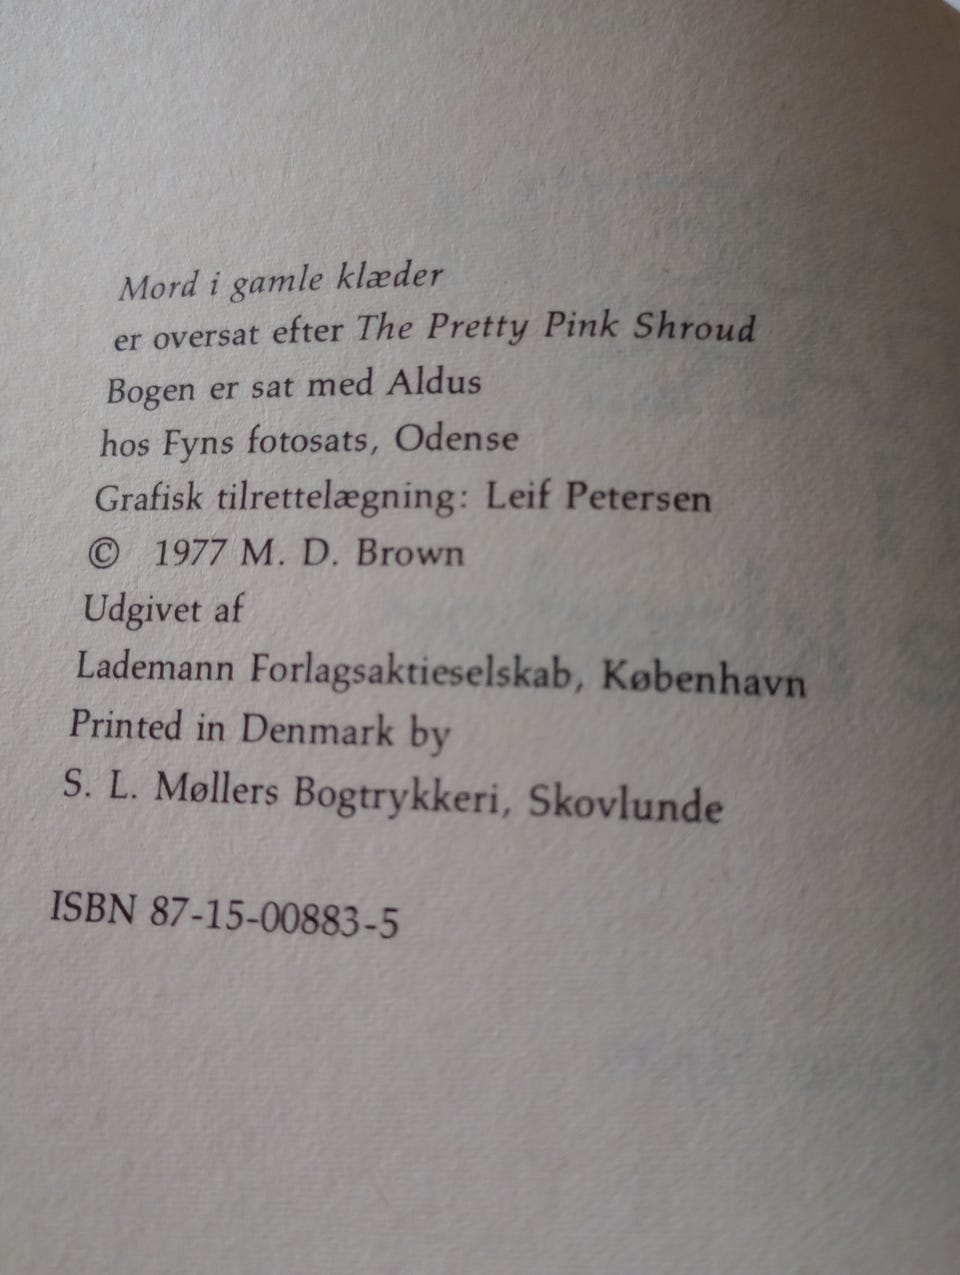 Mord i gamle klæder
er oversat efter The Pretty Pink Shroud
Bogen er sat med Aldus
hos Fyns fotosats, Odense
Grafisk tilrettelægning: Leif Petersen
© 1977 M. D. Brown
Udgivet af
Lademann Forlagsaktieselskab, København
Printed in Denmark by
S. L. Møllers Bogtrykkeri, Skovlunde
ISBN 87-15-00883-5